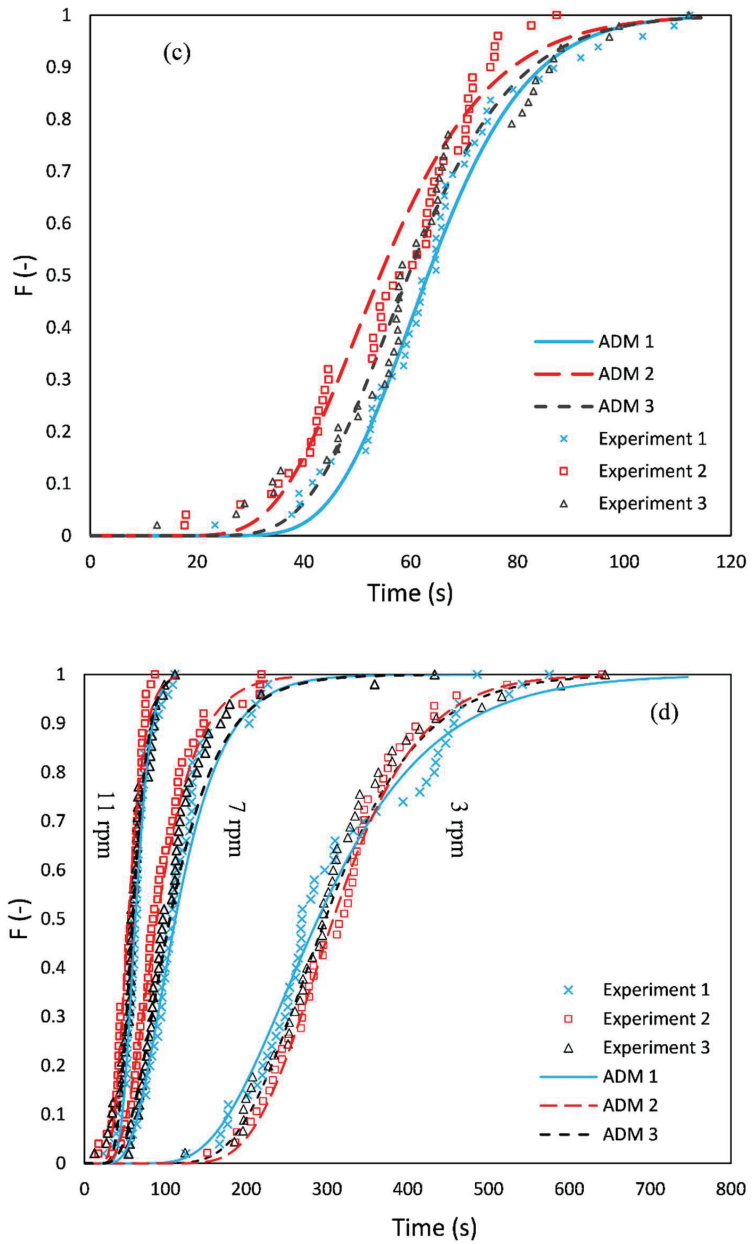 (c)
1
0.9
0.8
0.7
0.6
0.5
0.4
0.3
0.2
0.1
0
F (-)
ADM 1
ADM 2
ADM 3
Experiment 1
Experiment 2
Experiment 3
0 20 40 60 80 100 120
Time (s)
(d)
1
0.9
0.8
0.7
0.6
0.5
0.4
0.3
0.2
0.1
0
F (-)
11 rpm
7 rpm
3 rpm
Experiment 1
Experiment 2
Experiment 3
ADM 1
ADM 2
ADM 3
0 100 200 300 400 500 600 700 800
Time (s)